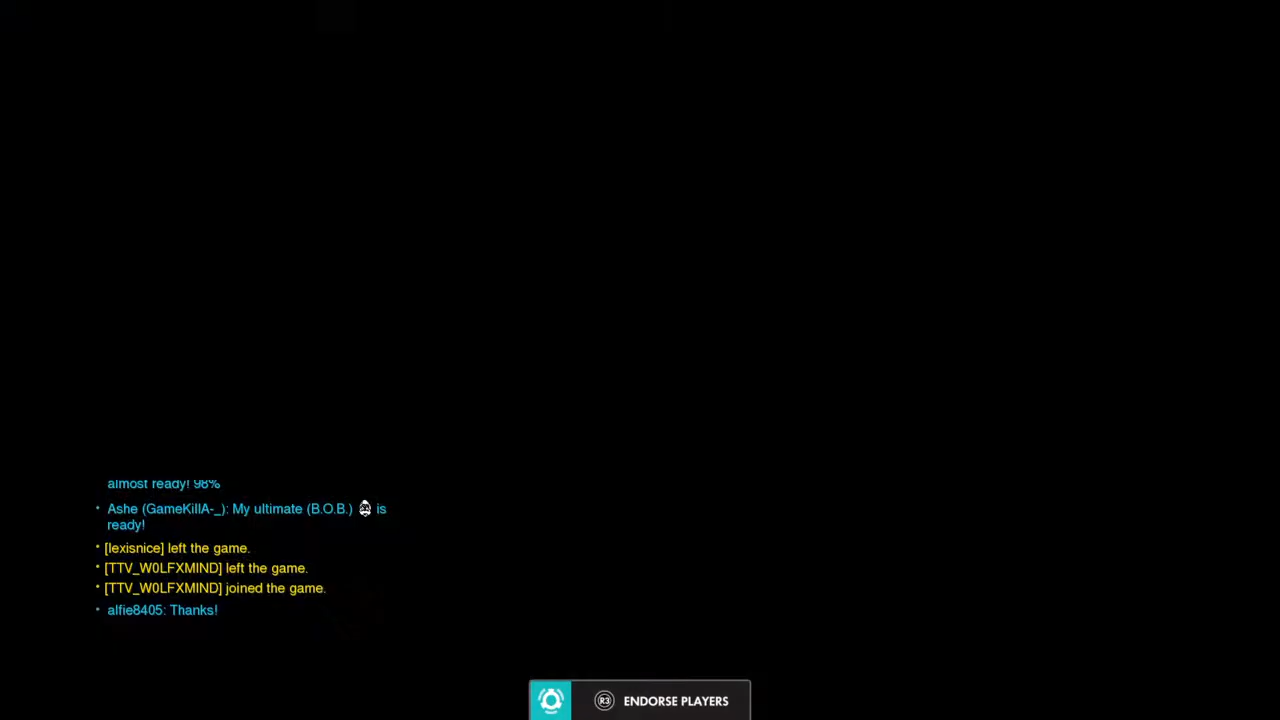 almost ready! 98%
• Ashe (GameKillA-_): My ultimate (B.O.B.) is
ready!
• [lexisnice] left the game.
• [TTV_W0LFXMIND] left the game.
• [TTV_W0LFXMIND] joined the game.
• alfie8405: Thanks!
R3 ENDORSE PLAYERS